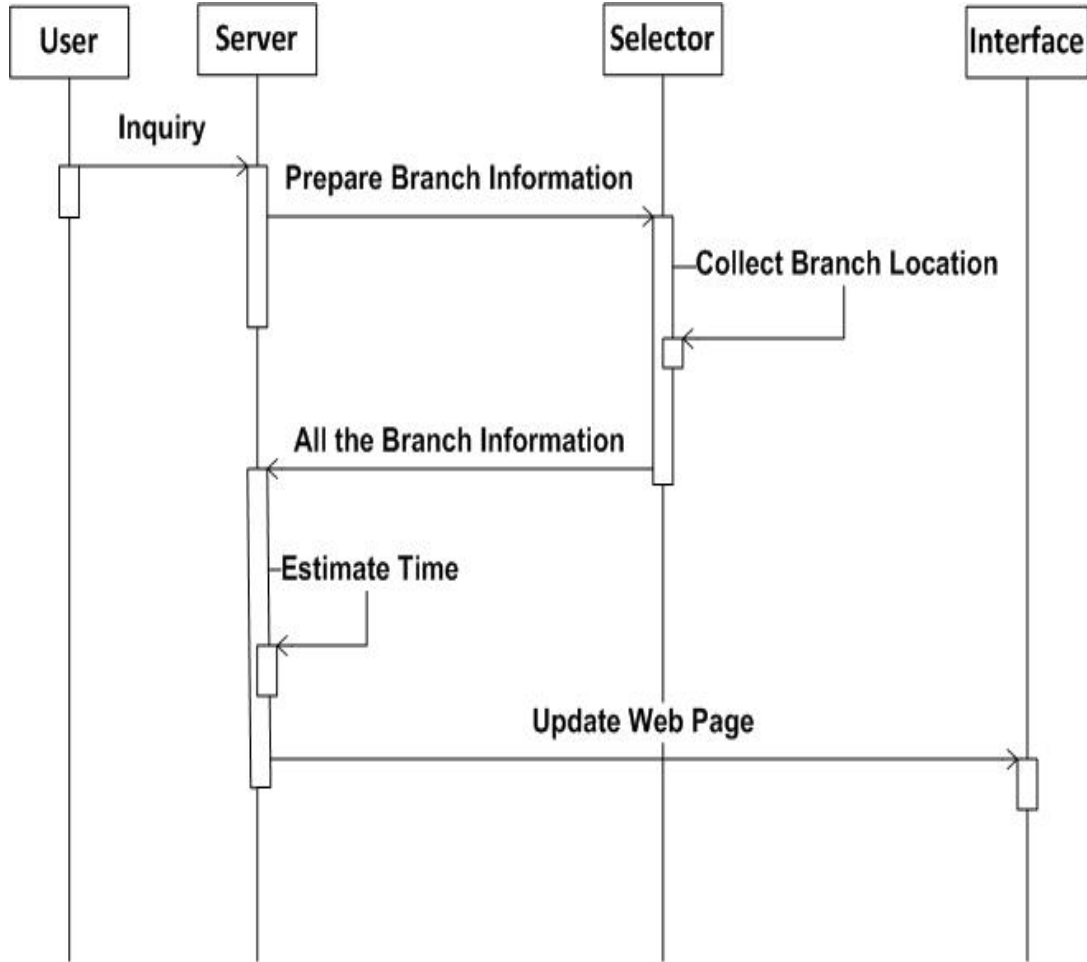 User
Server
Selector
Interface
Inquiry
Prepare Branch Information
Collect Branch Location
All the Branch Information
Estimate Time
Update Web Page